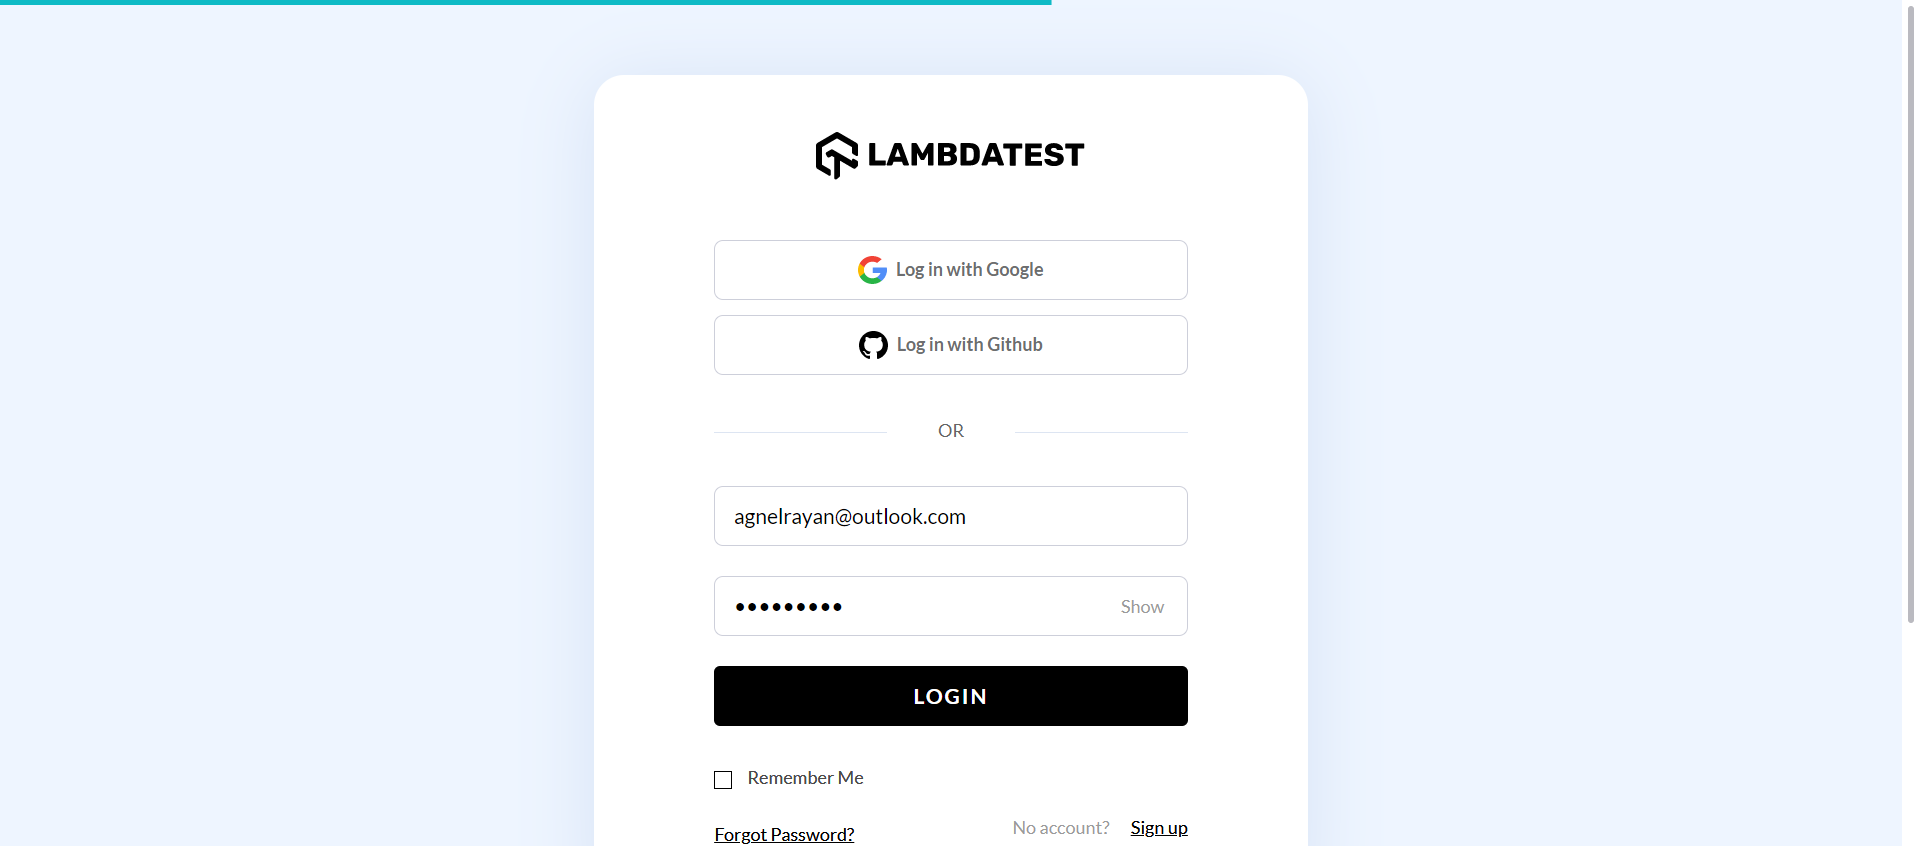 LAMBDATEST
Log in with Google
Log in with Github
OR
agnelrayan@outlook.com
••••••••• Show
LOGIN
Remember Me
Forgot Password? No account? Sign up